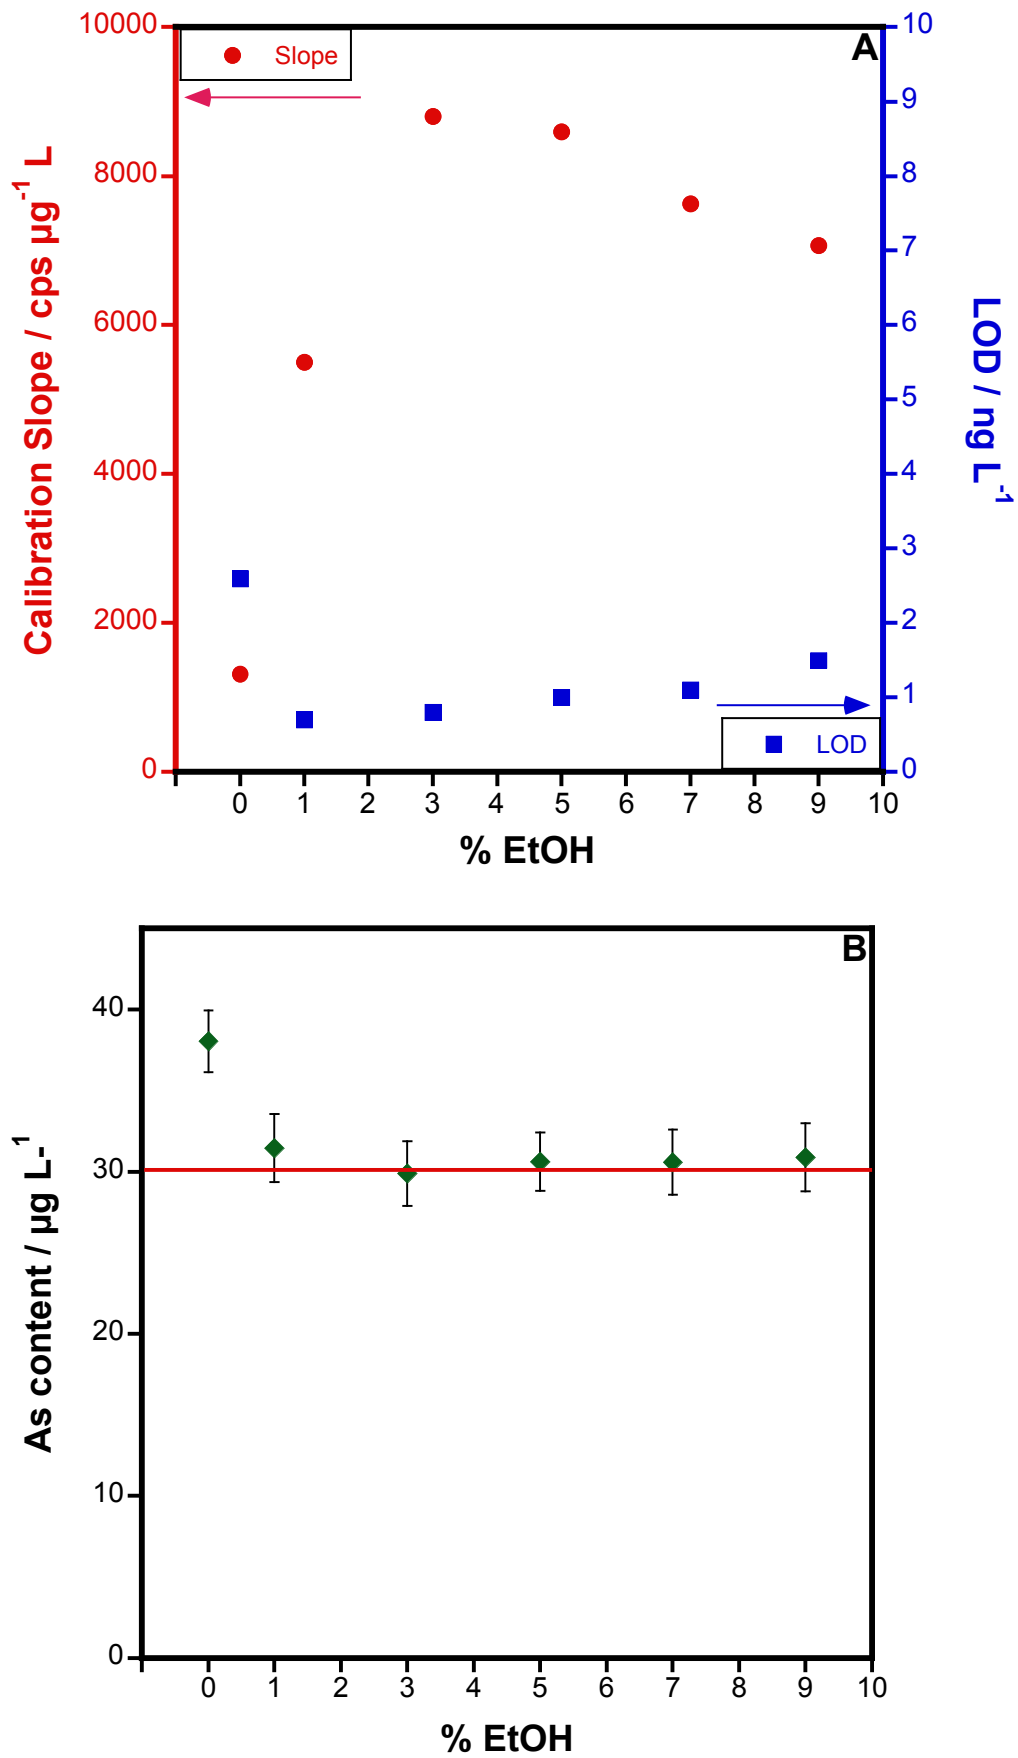 A
Slope
10000
8000
6000
4000
2000
0
Calibration Slope / cps µg⁻¹ L
10
9
8
7
6
5
4
3
2
1
0
LOD / ng L⁻¹
LOD
0 1 2 3 4 5 6 7 8 9 10
% EtOH
B
40
30
20
10
0
As content / µg L-¹
0 1 2 3 4 5 6 7 8 9 10
% EtOH